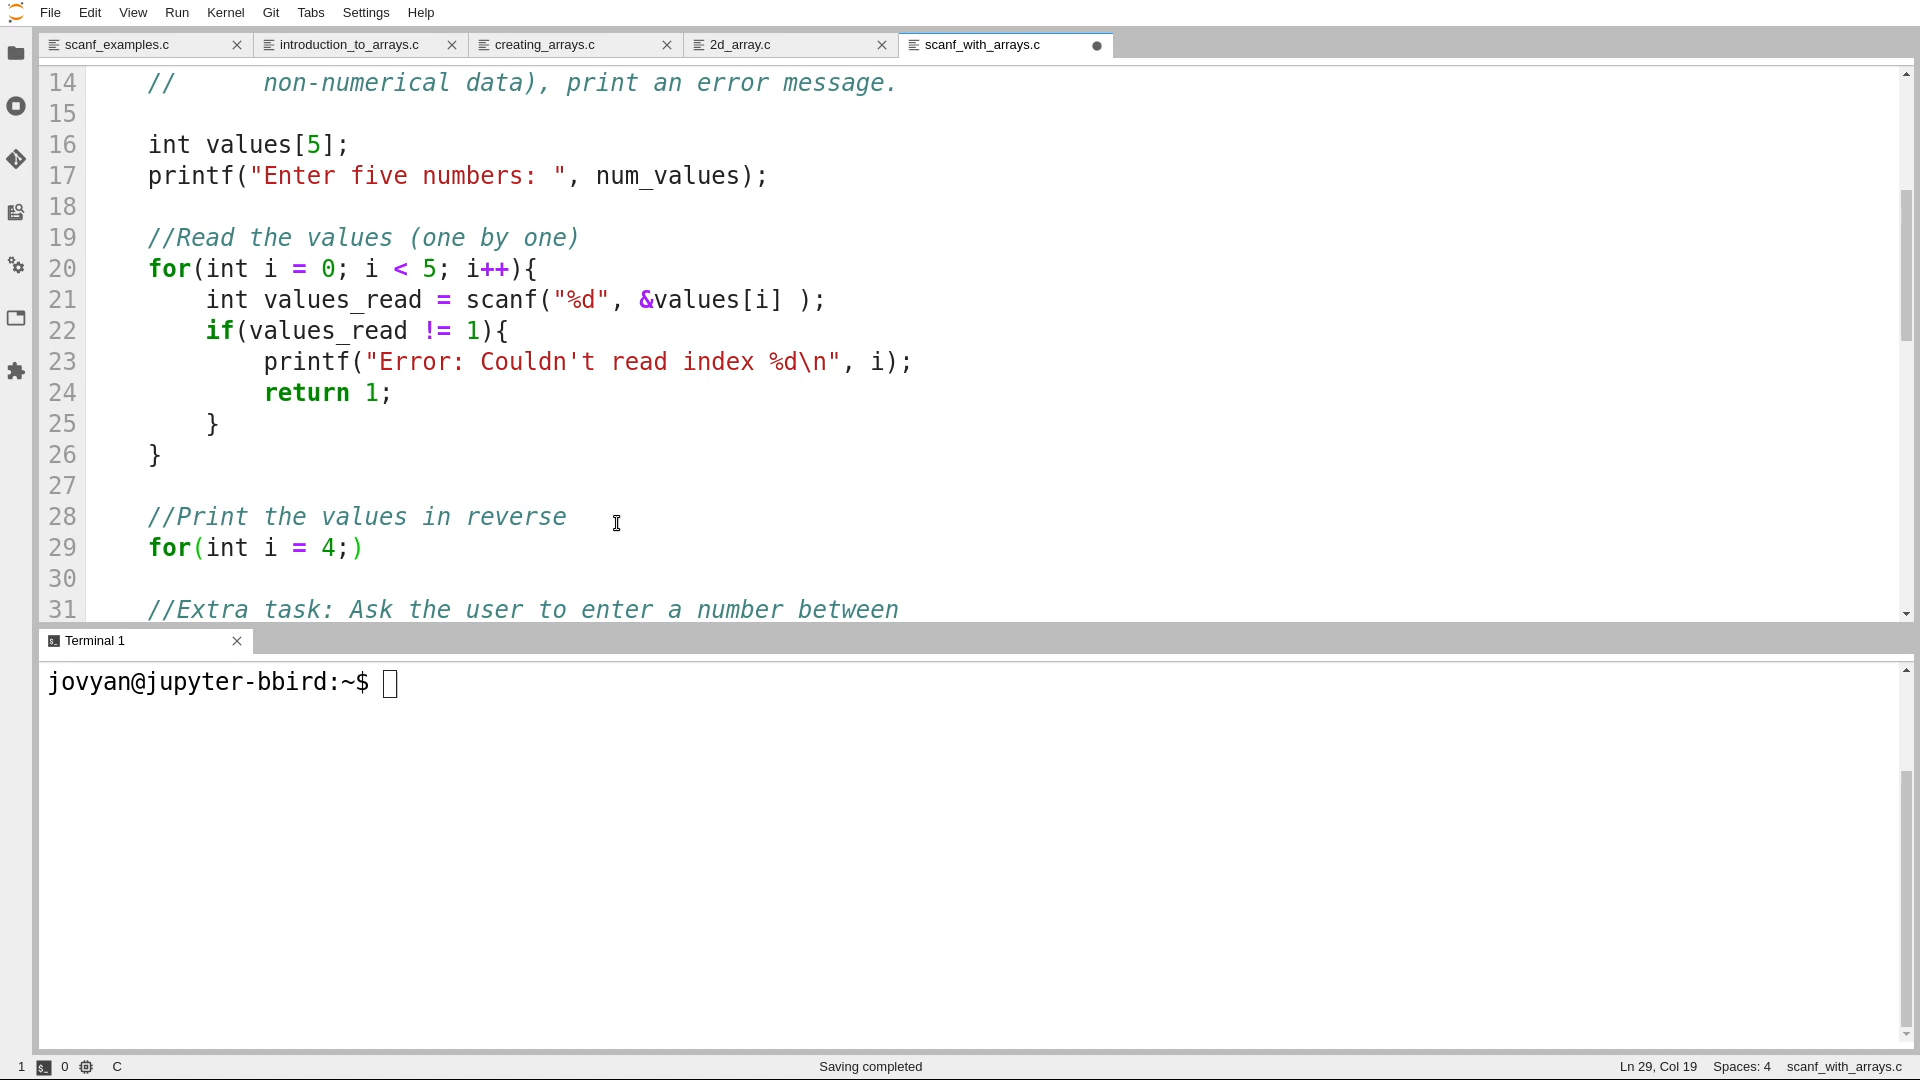 File Edit View Run Kernel Git Tabs Settings Help
scanf_examples.c introduction_to_arrays.c creating_arrays.c 2d_array.c scanf_with_arrays.c
14 // non-numerical data), print an error message.
15
16 int values[5];
17 printf("Enter five numbers: ", num_values);
18
19 //Read the values (one by one)
20 for(int i = 0; i < 5; i++){
21 int values_read = scanf("%d", &values[i] );
22 if(values_read != 1){
23 printf("Error: Couldn't read index %d\n", i);
24 return 1;
25 }
26 }
27
28 //Print the values in reverse
29 for(int i = 4;)
30
31 //Extra task: Ask the user to enter a number between
Terminal 1
jovyan@jupyter-bbird:~$
1 $_ 0 C Saving completed Ln 29, Col 19 Spaces: 4 scanf_with_arrays.c